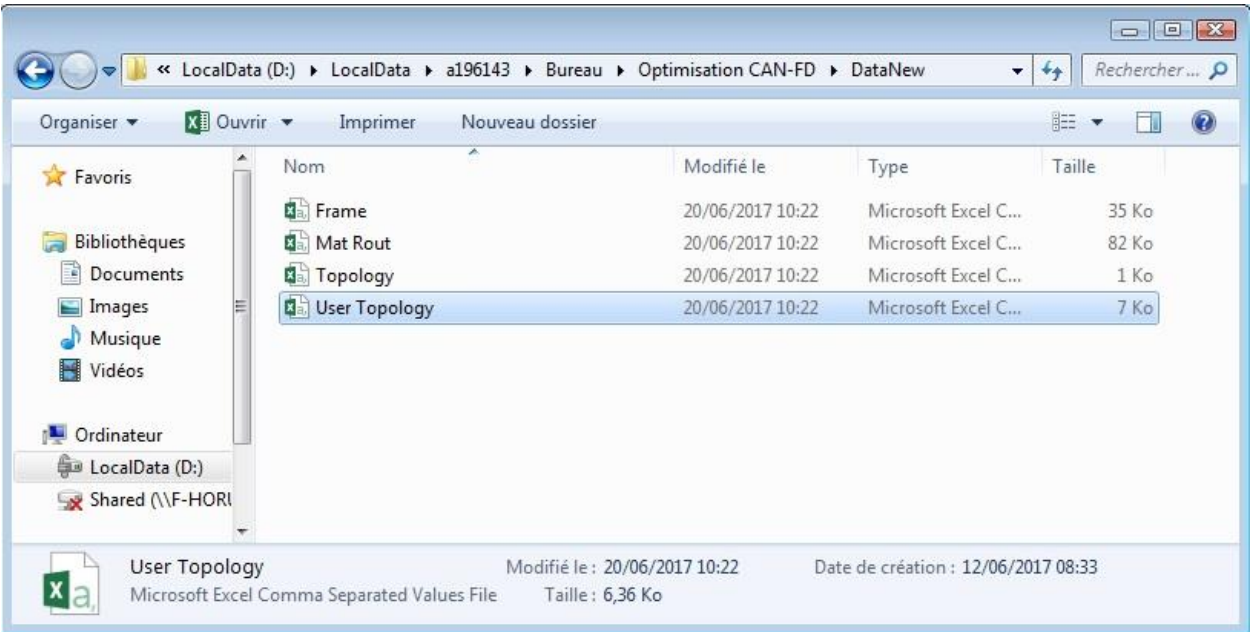 « LocalData (D:) ▸ LocalData ▸ a196143 ▸ Bureau ▸ Optimisation CAN-FD ▸ DataNew Rechercher ...
Organiser Ouvrir Imprimer Nouveau dossier
Favoris
Bibliothèques
Documents
Images
Musique
Vidéos
Ordinateur
LocalData (D:)
Shared (\\F-HORU
Nom Modifié le Type Taille
Frame 20/06/2017 10:22 Microsoft Excel C... 35 Ko
Mat Rout 20/06/2017 10:22 Microsoft Excel C... 82 Ko
Topology 20/06/2017 10:22 Microsoft Excel C... 1 Ko
User Topology 20/06/2017 10:22 Microsoft Excel C... 7 Ko
User Topology Modifié le : 20/06/2017 10:22 Date de création : 12/06/2017 08:33
Microsoft Excel Comma Separated Values File Taille : 6,36 Ko